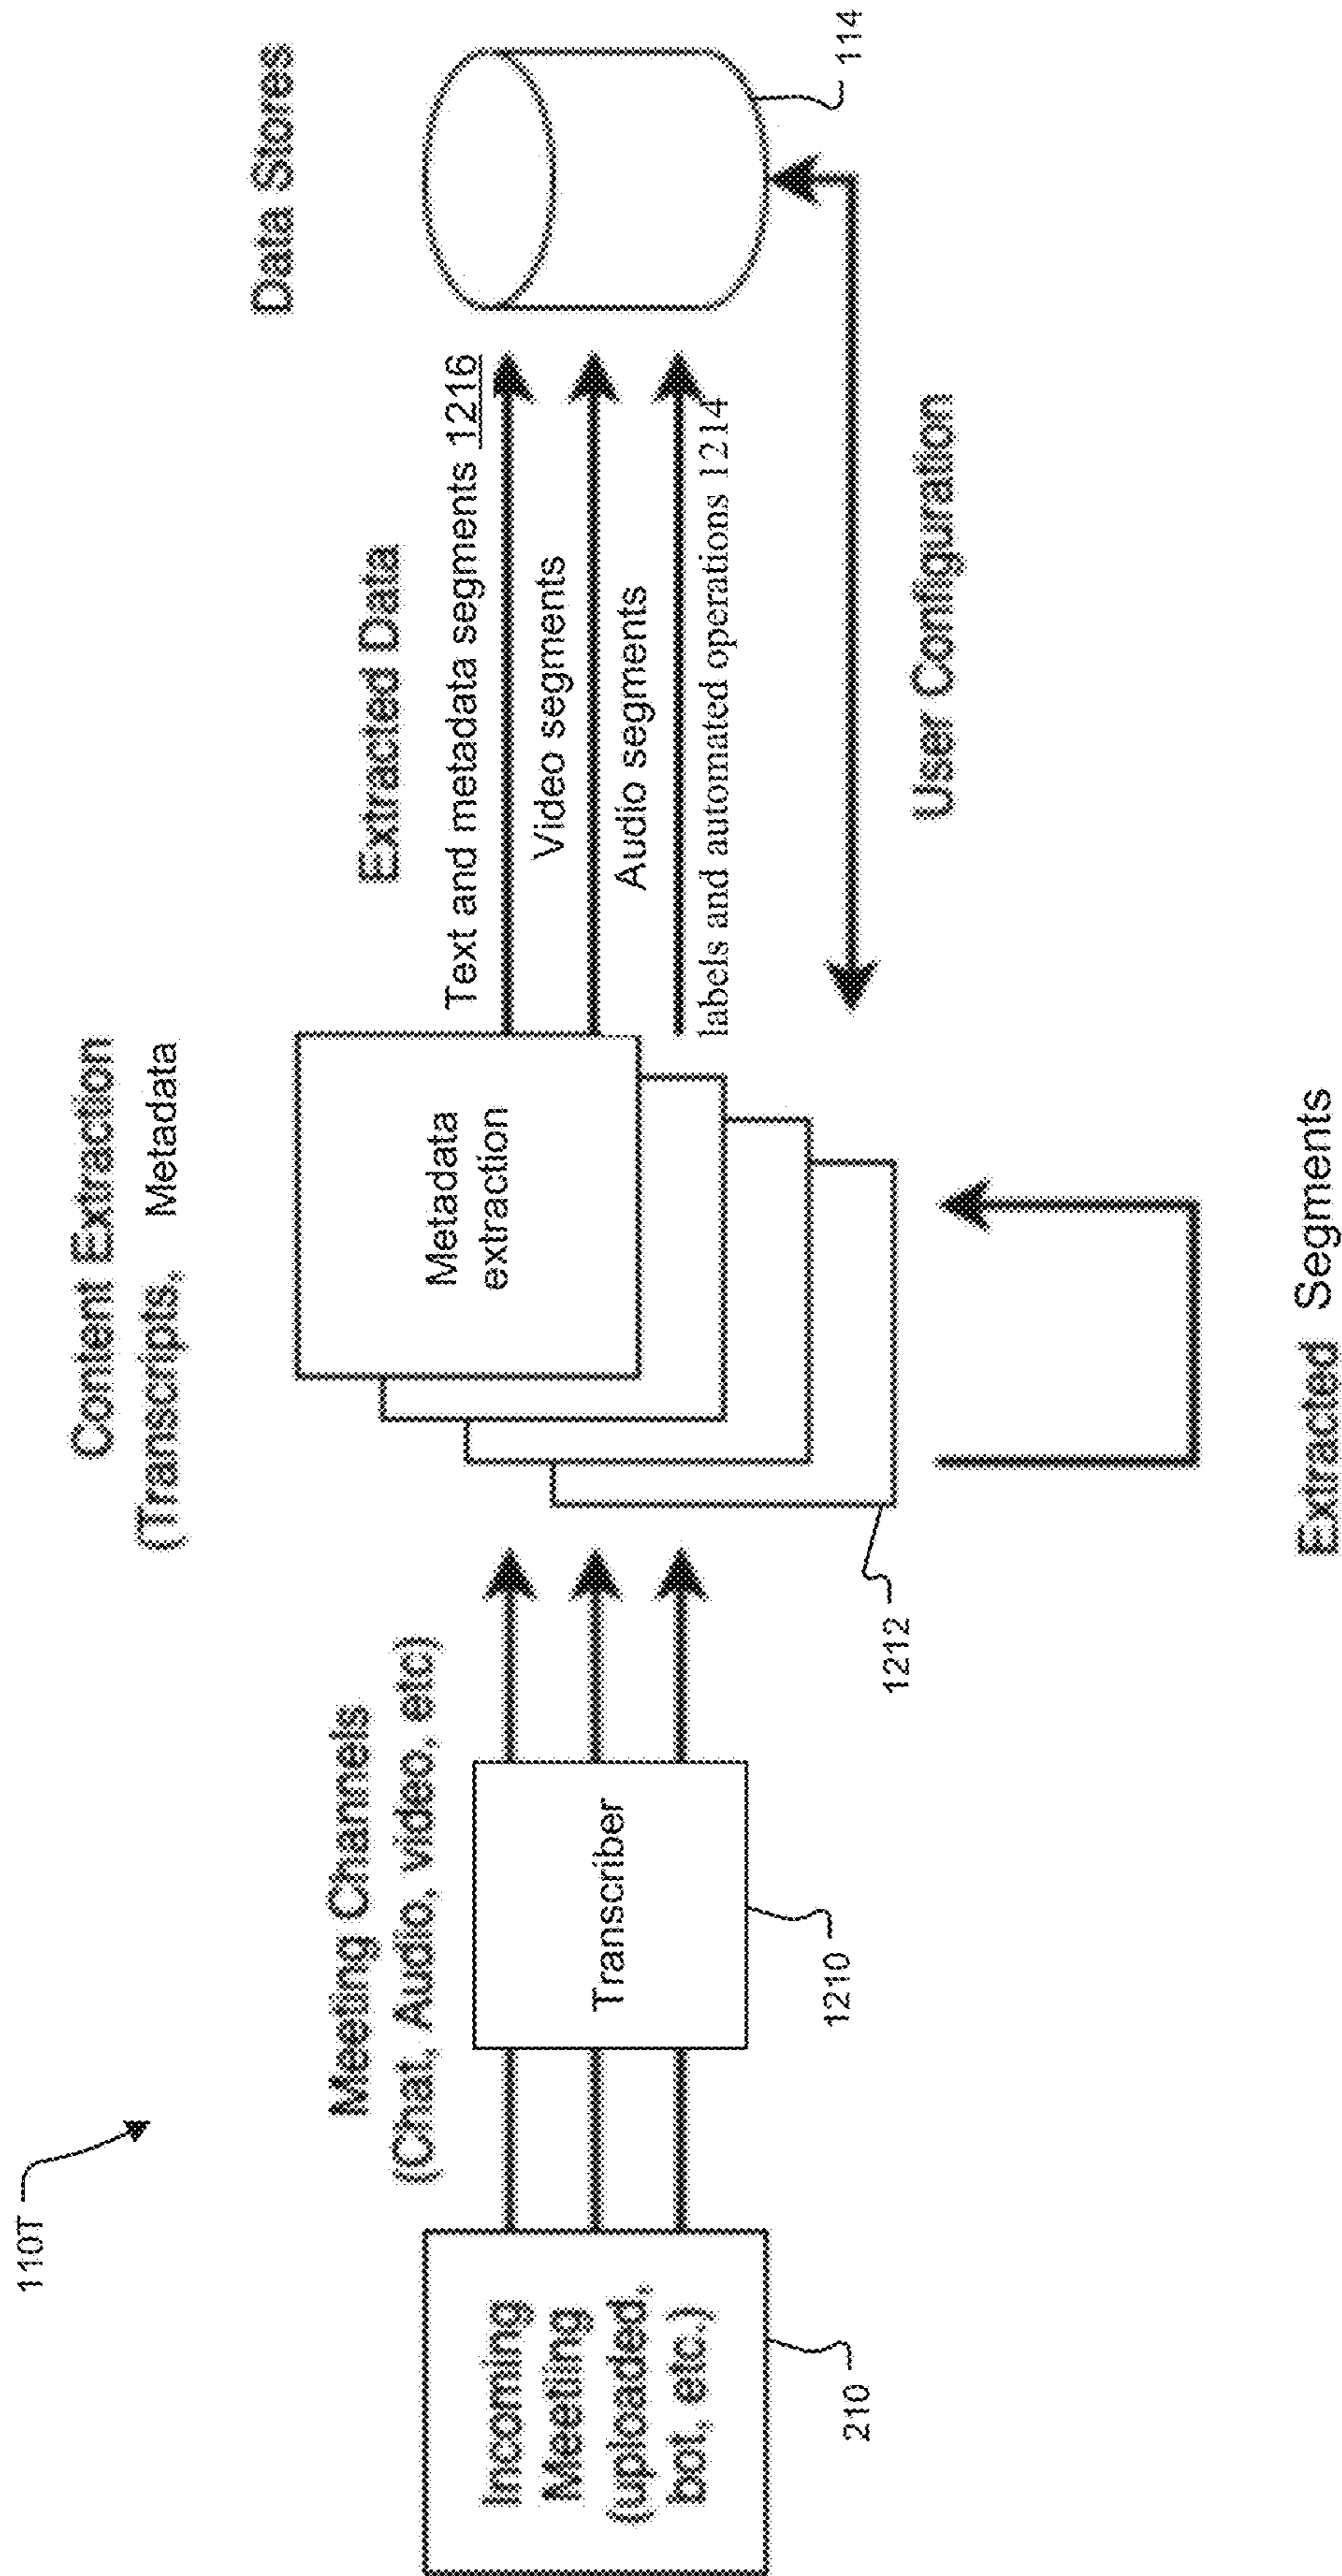 110T
Incoming
Meeting
(uploaded,
bot, etc.)
210
Meeting Channels
(Chat, Audio, video, etc)
Transcriber
1210
Content Extraction
(Transcripts, Metadata
Metadata
extraction
1212
Extracted Segments
Extracted Data
Text and metadata segments 1216
Video segments
Audio segments
labels and automated operations 1214
User Configuration
Data Stores
114